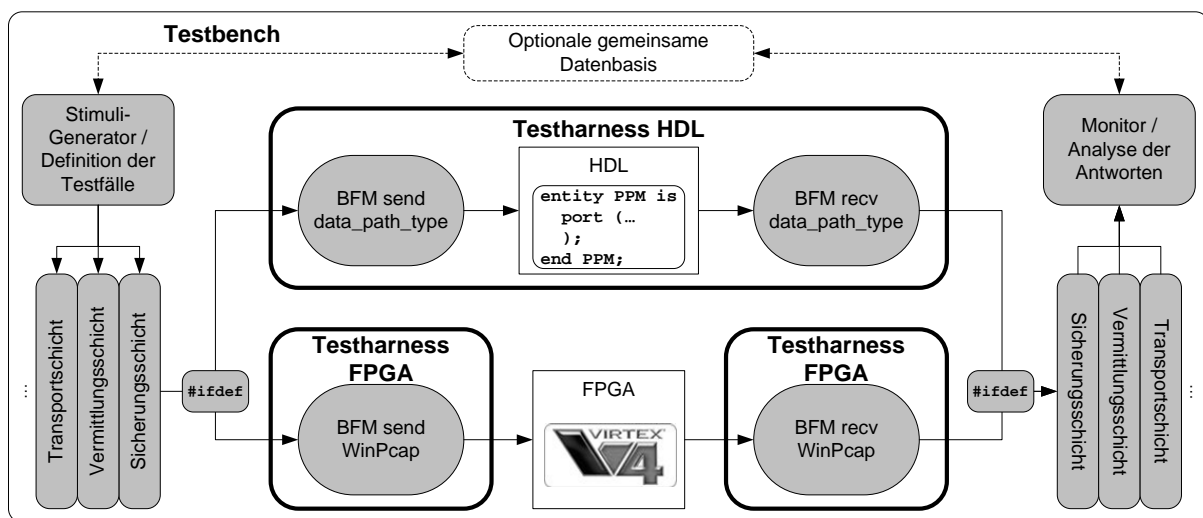 Testbench
Optionale gemeinsame
Datenbasis
Stimuli-
Generator /
Definition der
Testfälle
Testharness HDL
BFM send
data_path_type
HDL
entity PPM is
port (…
);
end PPM;
BFM recv
data_path_type
Monitor /
Analyse der
Antworten
...
Transportschicht
Vermittlungsschicht
Sicherungsschicht
#ifdef
Testharness
FPGA
BFM send
WinPcap
FPGA
VIRTEX
4
Testharness
FPGA
BFM recv
WinPcap
#ifdef
Sicherungsschicht
Vermittlungsschicht
Transportschicht
...